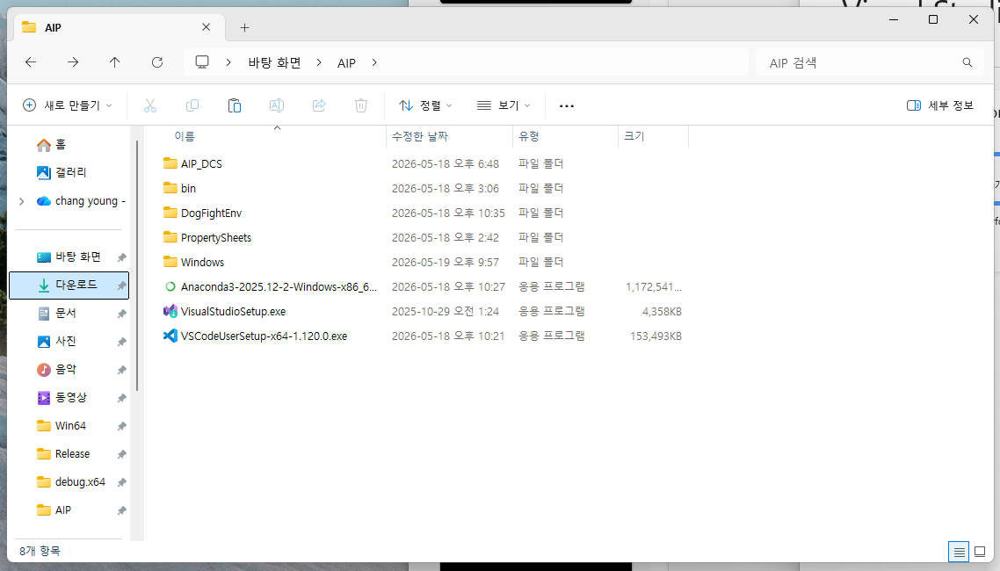 AIP
바탕 화면 > AIP >
AIP 검색
새로 만들기
정렬
보기
세부 정보
이름 수정한 날짜 유형 크기
홈
갤러리
chang young -
바탕 화면
다운로드
문서
사진
음악
동영상
Win64
Release
debug.x64
AIP
AIP_DCS 2026-05-18 오후 6:48 파일 폴더
bin 2026-05-18 오후 3:06 파일 폴더
DogFightEnv 2026-05-18 오후 10:35 파일 폴더
PropertySheets 2026-05-18 오후 2:42 파일 폴더
Windows 2026-05-19 오후 9:57 파일 폴더
Anaconda3-2025.12-2-Windows-x86_6... 2026-05-18 오후 10:27 응용 프로그램 1,172,541...
VisualStudioSetup.exe 2025-10-29 오전 1:24 응용 프로그램 4,358KB
VSCodeUserSetup-x64-1.120.0.exe 2026-05-18 오후 10:21 응용 프로그램 153,493KB
8개 항목